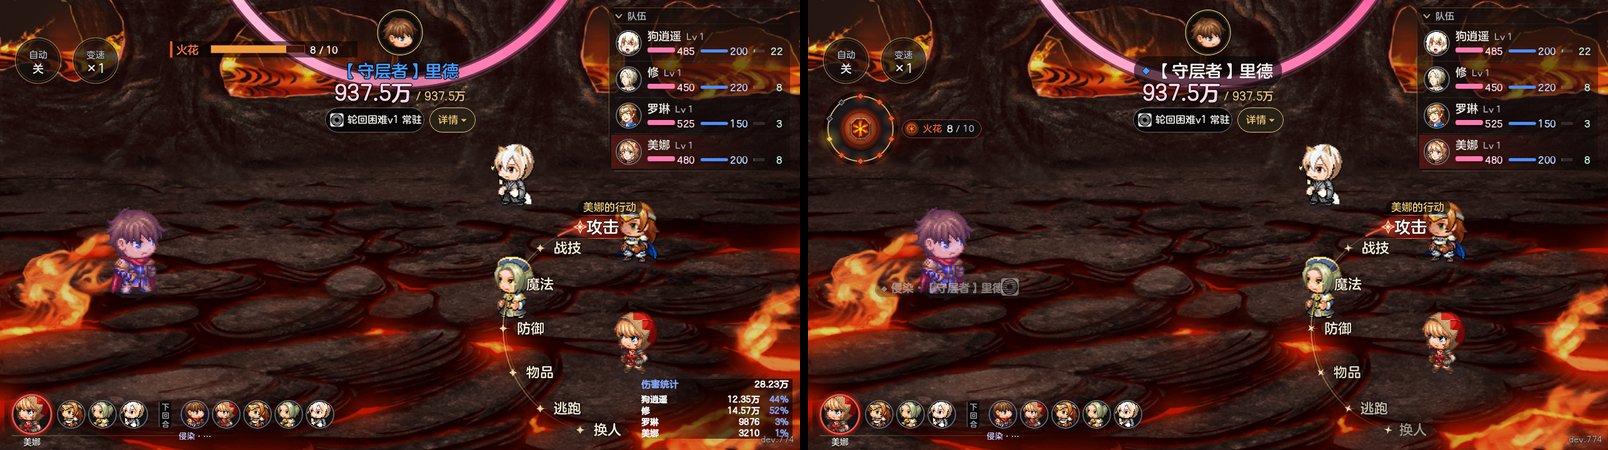 自动
关
变速
×1
火花 8 / 10
【守层者】里德
937.5万 / 937.5万
轮回困难v1 常驻
详情
队伍
狗逍遥 Lv 1
485 200 22
修 Lv 1
450 220 8
罗琳 Lv 1
525 150 3
美娜 Lv 1
480 200 8
美娜的行动
攻击
战技
魔法
防御
物品
逃跑
换人
伤害统计 28.23万
狗逍遥 12.35万 44%
修 14.57万 52%
罗琳 9876 3%
美娜 3210 1%
dev.774
美娜
下回合
侵染 · ...
自动
关
变速
×1
火花 8 / 10
【守层者】里德
937.5万 / 937.5万
轮回困难v1 常驻
详情
队伍
狗逍遥 Lv 1
485 200 22
修 Lv 1
450 220 8
罗琳 Lv 1
525 150 3
美娜 Lv 1
480 200 8
美娜的行动
攻击
战技
魔法
防御
物品
逃跑
换人
侵染 · 【守层者】里德
dev.774
美娜
下回合
侵染 · ...